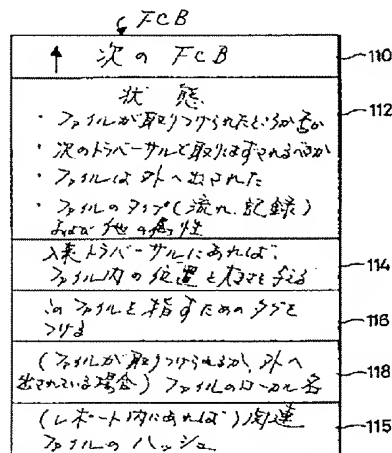 FCB
次の FCB
110
状態
112
・ファイルが取りつけられたどうか否か
・次のトラバーサルで取りはずされるべきか
・ファイルは外へ出された
・ファイルのタイプ(流れ、記録)
および他の属性
入来トラバーサルにあれば、
ファイル内の位置と長さを与える
114
このファイルを指すためのタグを
つける
116
(ファイルが取りつけられるか、外へ
出されている場合)ファイルのローカル名
118
(レポート内にあれば)関連
ファイルのハッシュ
115